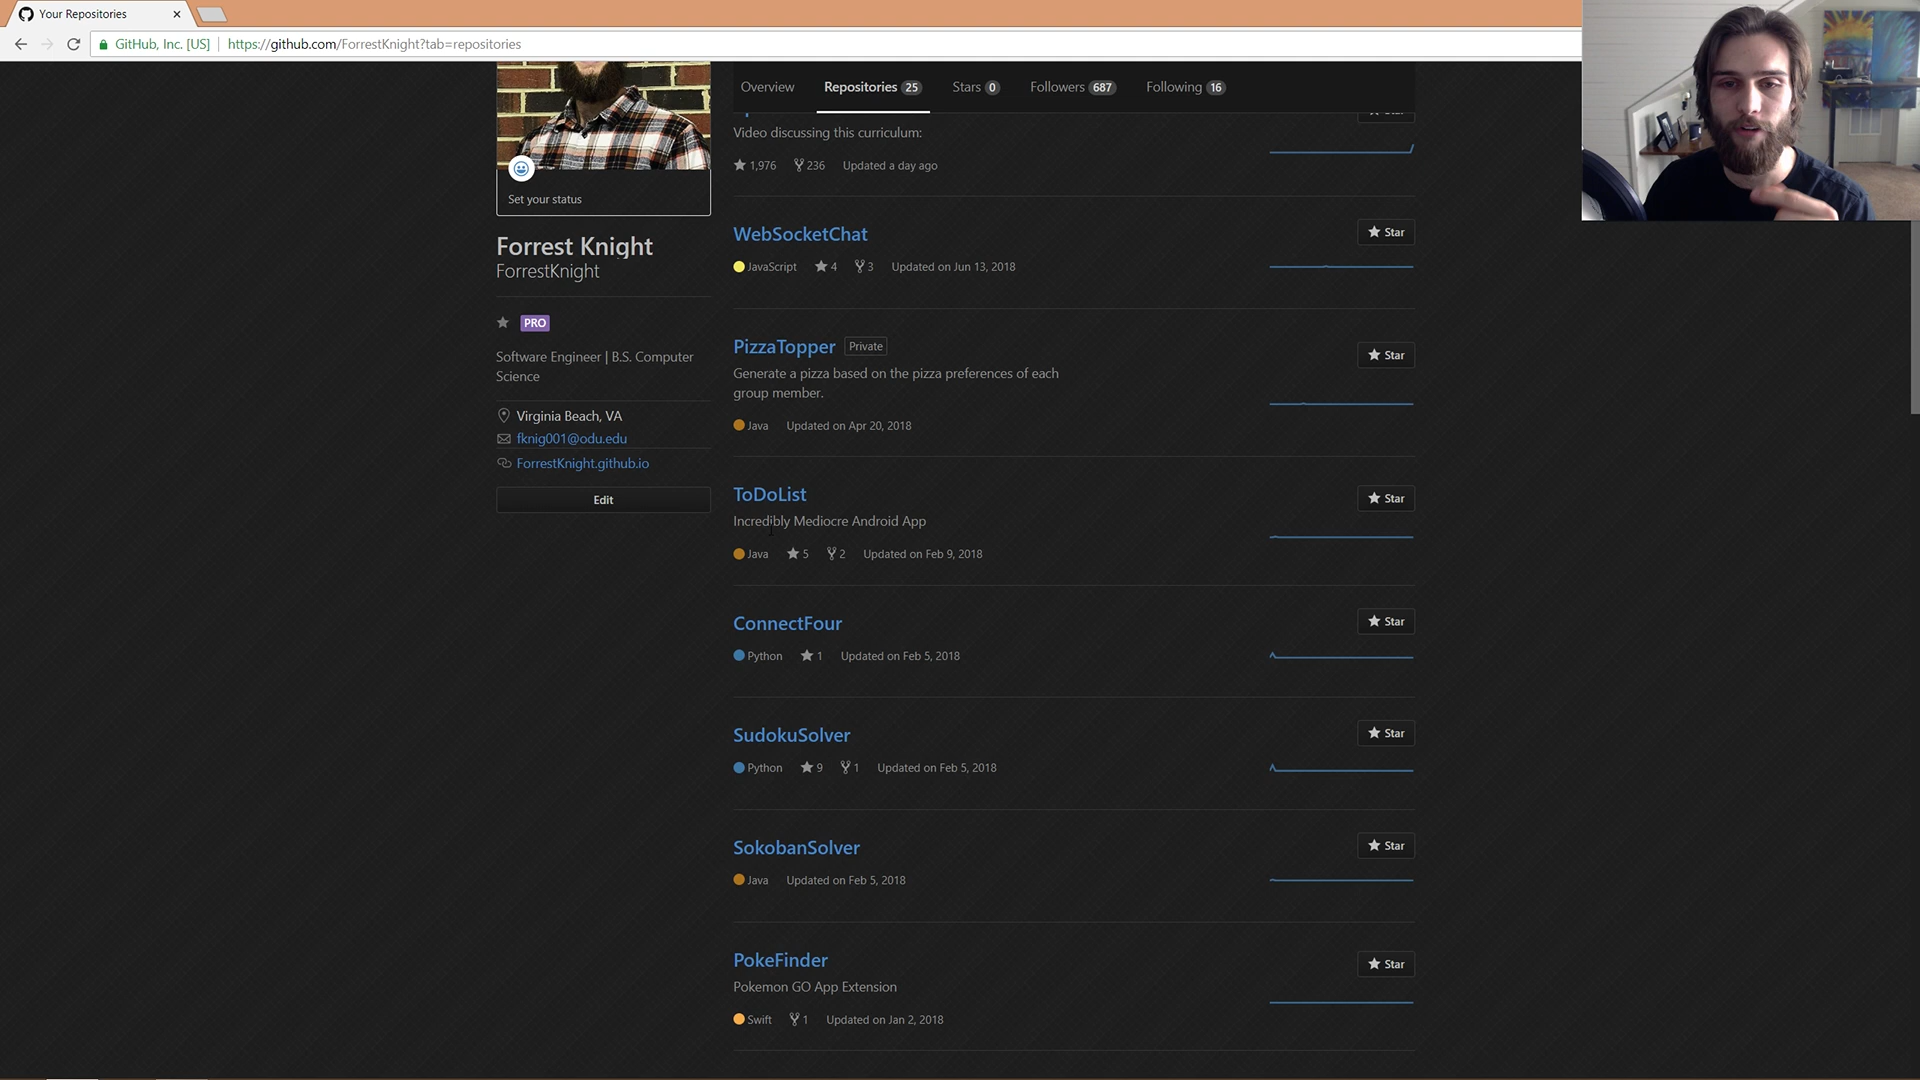 Your Repositories
GitHub, Inc. [US] https://github.com/ForrestKnight?tab=repositories
Overview Repositories 25 Stars 0 Followers 687 Following 16
Set your status
Forrest Knight
ForrestKnight
PRO
Software Engineer | B.S. Computer
Science
Virginia Beach, VA
fknig001@odu.edu
ForrestKnight.github.io
Edit
Video discussing this curriculum:
1,976 236 Updated a day ago
WebSocketChat
Star
JavaScript 4 3 Updated on Jun 13, 2018
PizzaTopper Private
Star
Generate a pizza based on the pizza preferences of each
group member.
Java Updated on Apr 20, 2018
ToDoList
Star
Incredibly Mediocre Android App
Java 5 2 Updated on Feb 9, 2018
ConnectFour
Star
Python 1 Updated on Feb 5, 2018
SudokuSolver
Star
Python 9 1 Updated on Feb 5, 2018
SokobanSolver
Star
Java Updated on Feb 5, 2018
PokeFinder
Star
Pokemon GO App Extension
Swift 1 Updated on Jan 2, 2018